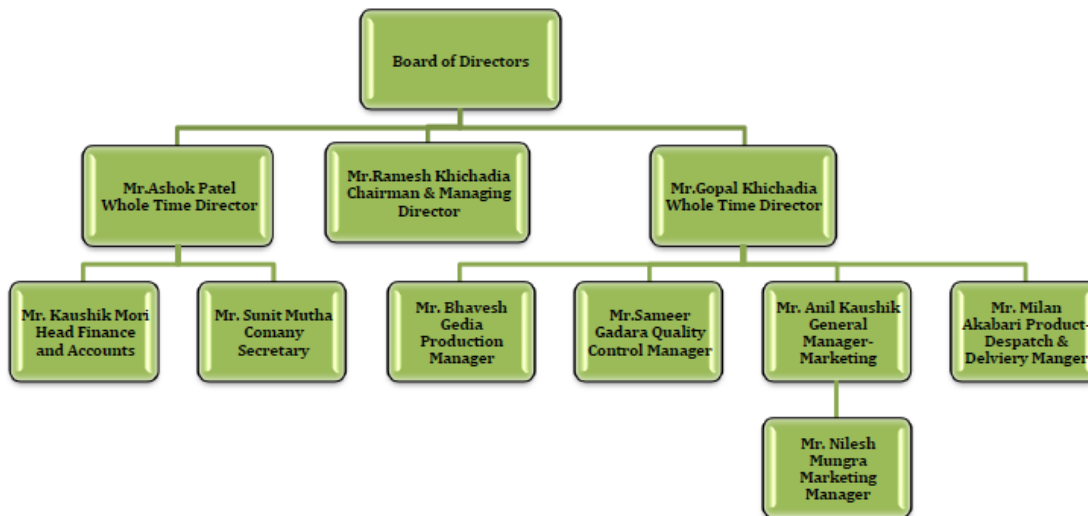 Board of Directors
Mr.Ashok Patel
Whole Time Director
Mr.Ramesh Khichadia
Chairman & Managing
Director
Mr.Gopal Khichadia
Whole Time Director
Mr. Kaushik Mori
Head Finance
and Accounts
Mr. Sunit Mutha
Comany
Secretary
Mr. Bhavesh
Gedia
Production
Manager
Mr.Sameer
Gadara Quality
Control Manager
Mr. Anil Kaushik
General
Manager-
Marketing
Mr. Milan
Akabari Product-
Despatch &
Delviery Manger
Mr. Nilesh
Mungra
Marketing
Manager